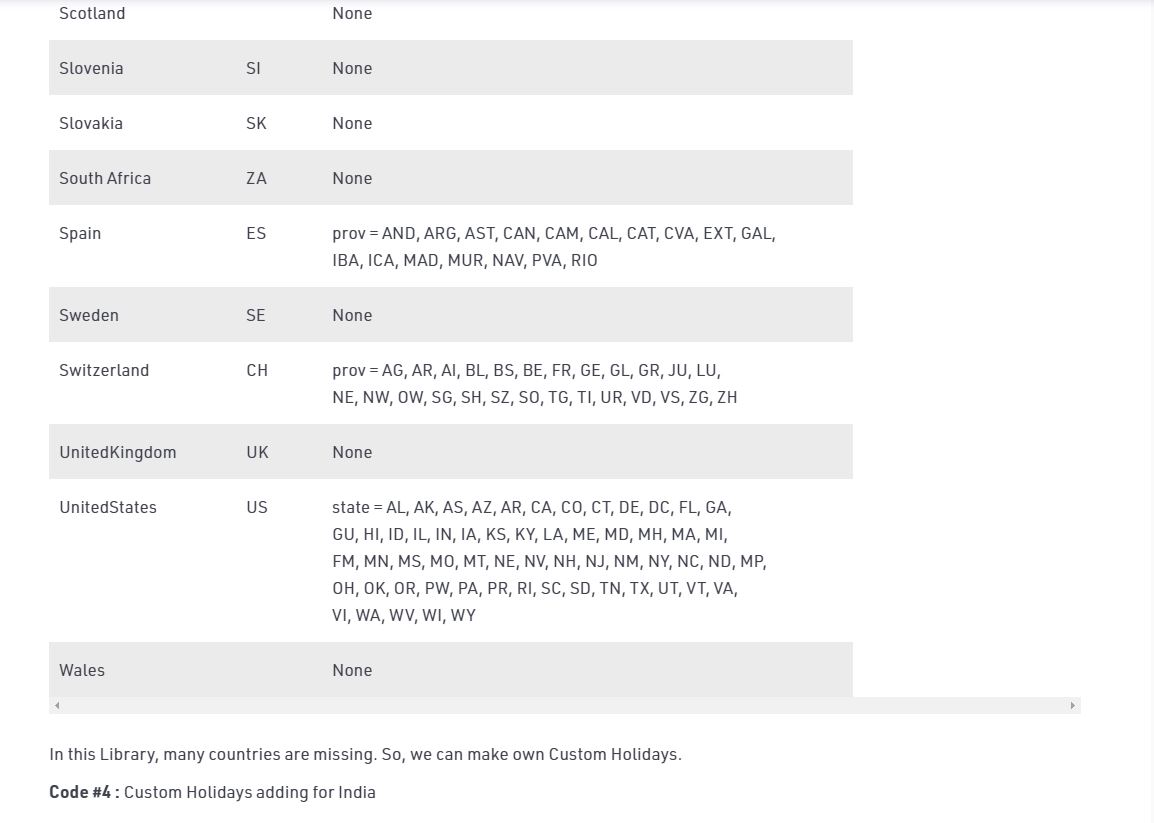 Scotland None
Slovenia SI None
Slovakia SK None
South Africa ZA None
Spain ES prov = AND, ARG, AST, CAN, CAM, CAL, CAT, CVA, EXT, GAL,
IBA, ICA, MAD, MUR, NAV, PVA, RIO
Sweden SE None
Switzerland CH prov = AG, AR, AI, BL, BS, BE, FR, GE, GL, GR, JU, LU,
NE, NW, OW, SG, SH, SZ, SO, TG, TI, UR, VD, VS, ZG, ZH
UnitedKingdom UK None
UnitedStates US state = AL, AK, AS, AZ, AR, CA, CO, CT, DE, DC, FL, GA,
GU, HI, ID, IL, IN, IA, KS, KY, LA, ME, MD, MH, MA, MI,
FM, MN, MS, MO, MT, NE, NV, NH, NJ, NM, NY, NC, ND, MP,
OH, OK, OR, PW, PA, PR, RI, SC, SD, TN, TX, UT, VT, VA,
VI, WA, WV, WI, WY
Wales None
In this Library, many countries are missing. So, we can make own Custom Holidays.
Code #4 : Custom Holidays adding for India